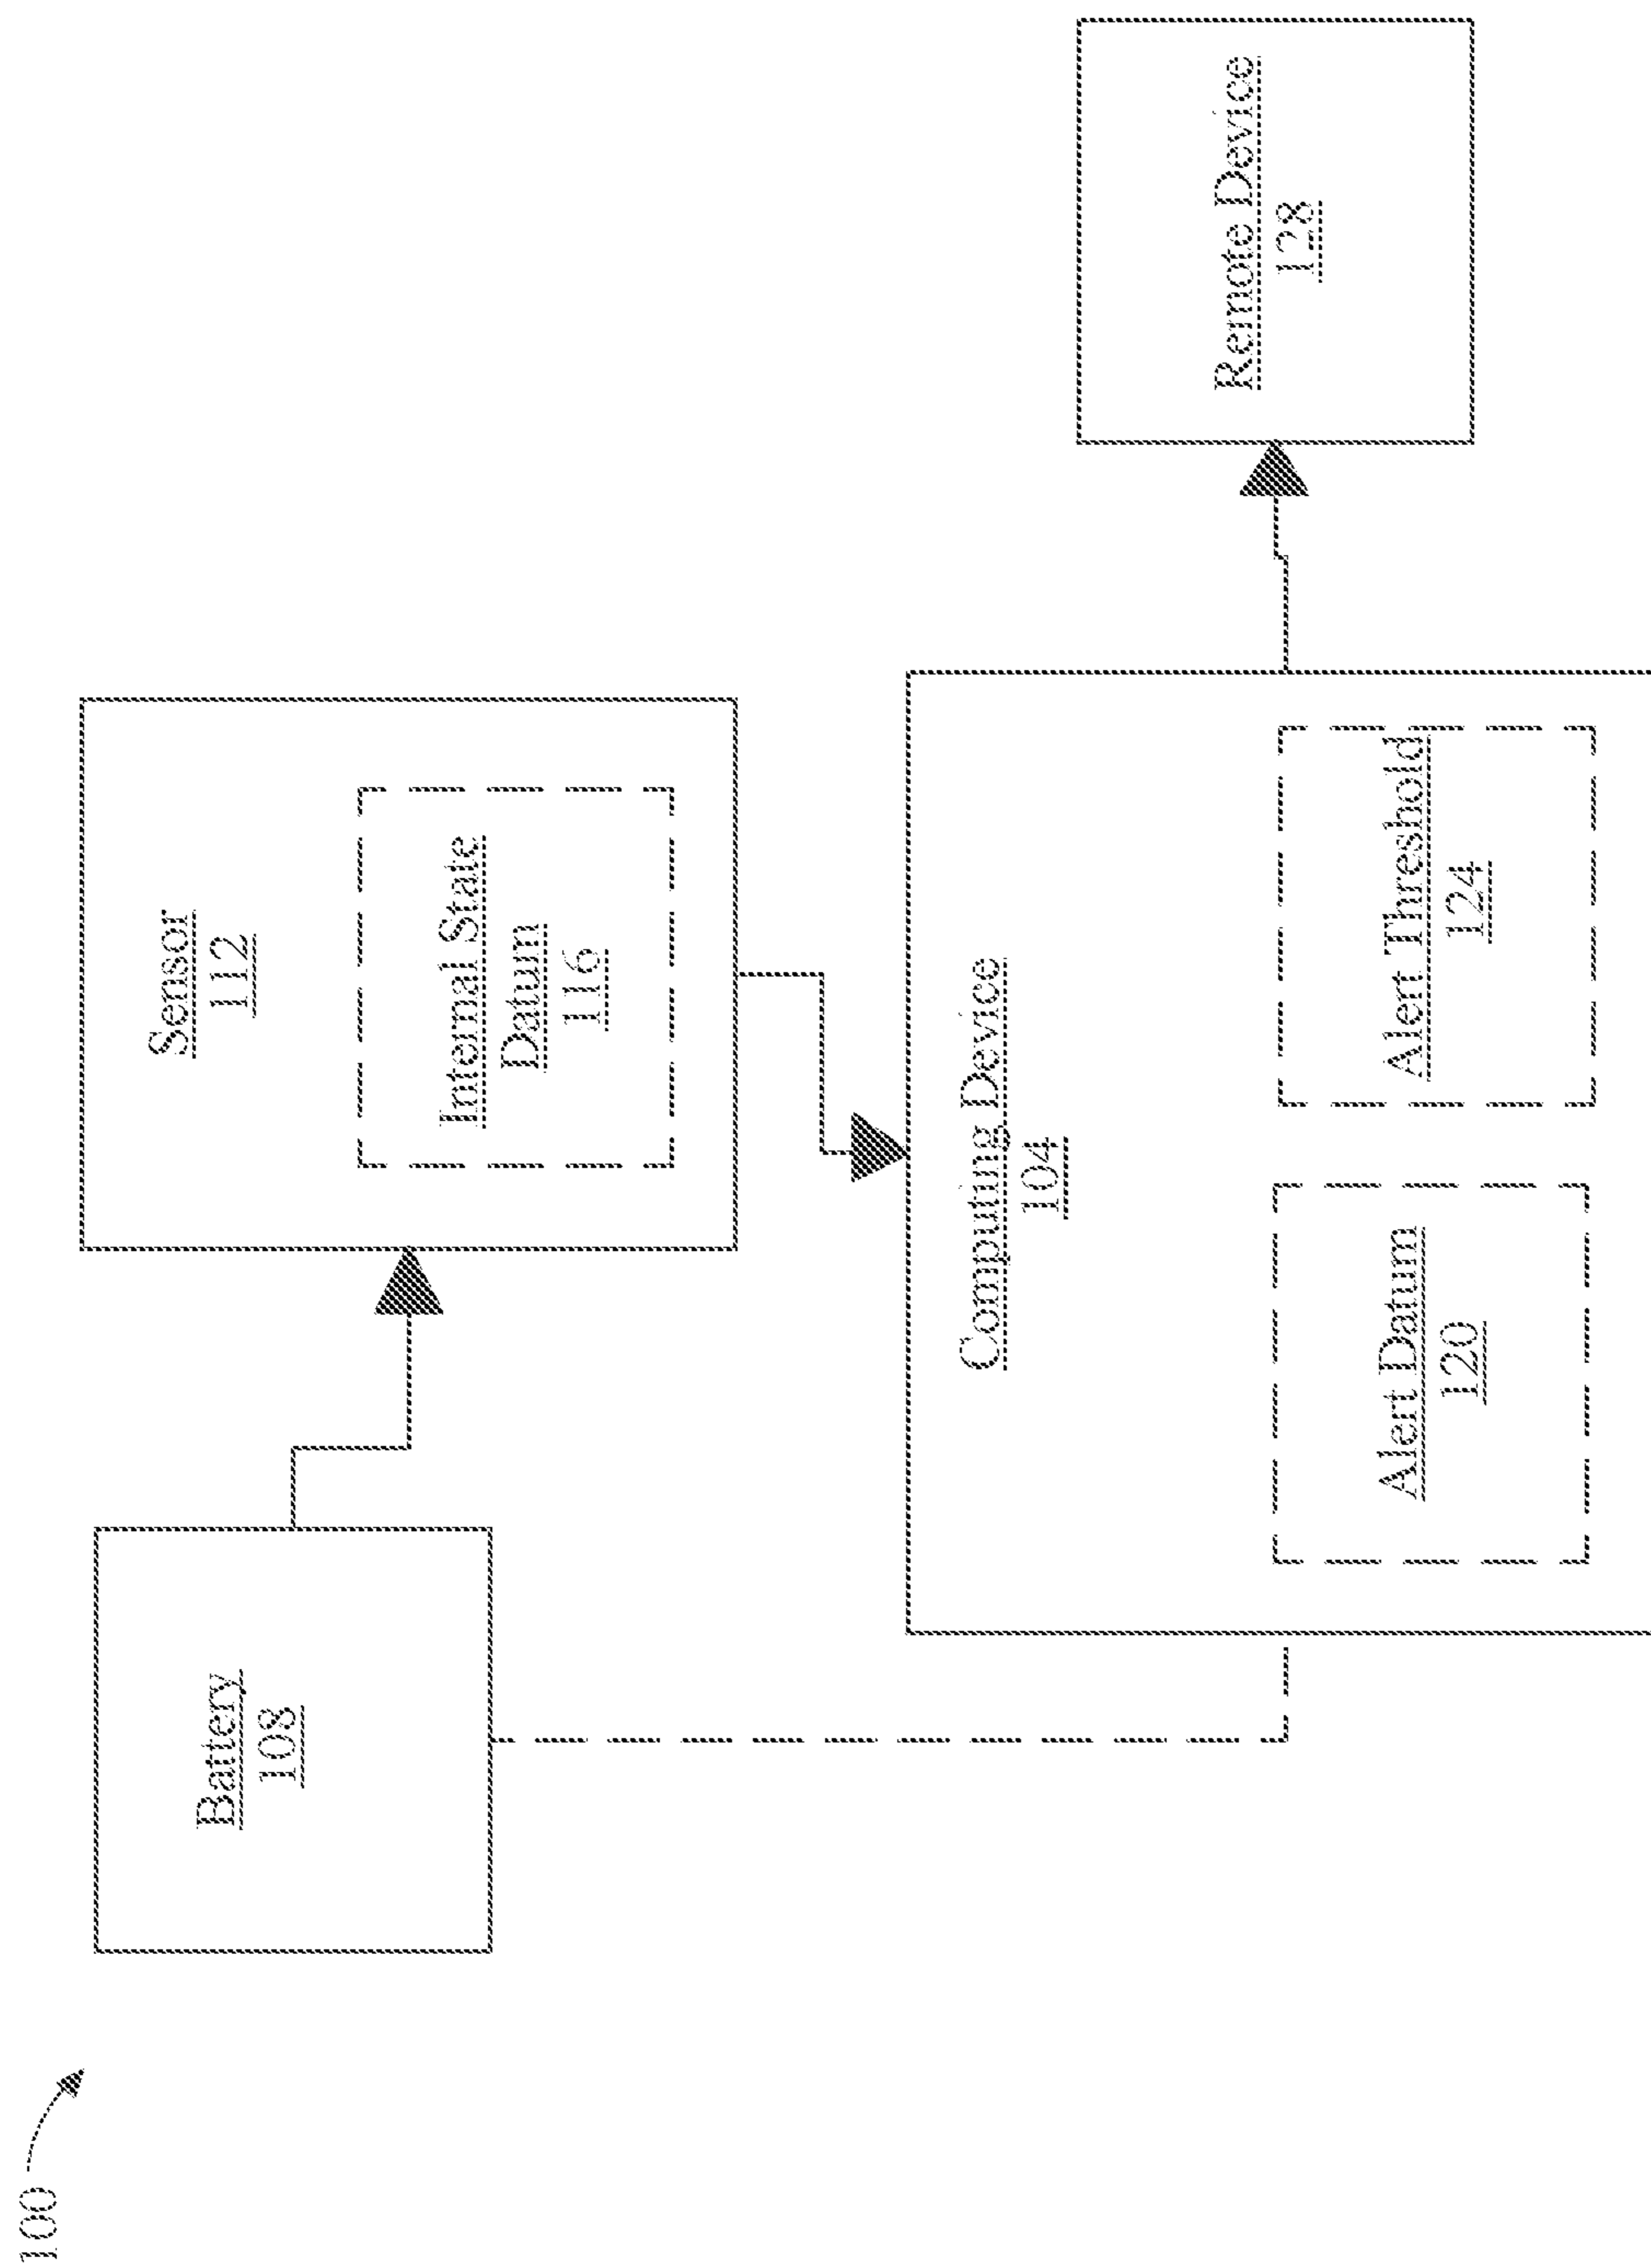 100
Battery
108
Sensor
112
Internal State
Datum
116
Computing Device
104
Alert Datum
120
Alert Threshold
124
Remote Device
128